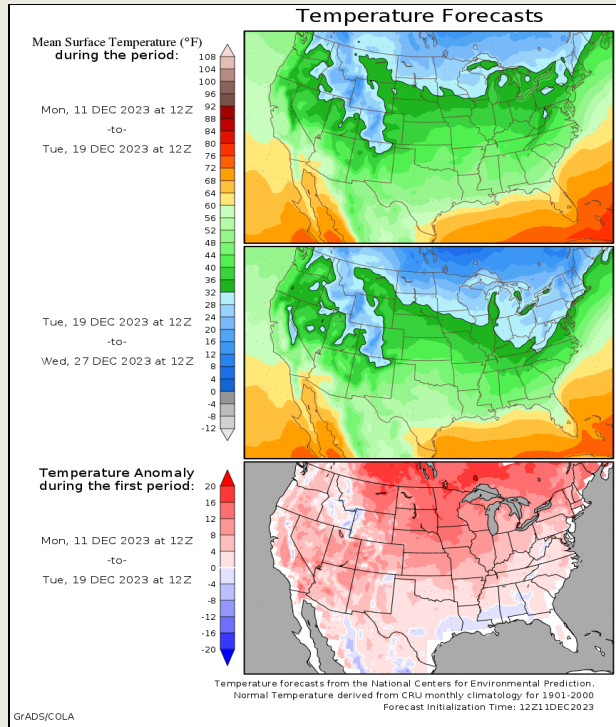 Temperature Forecasts
Mean Surface Temperature (°F)
during the period:
Mon, 11 DEC 2023 at 12Z
-to-
Tue, 19 DEC 2023 at 12Z
108
104
100
96
92
88
84
80
76
72
68
64
60
56
52
48
44
40
36
32
28
24
20
16
12
8
4
0
-4
-8
-12
Tue, 19 DEC 2023 at 12Z
-to-
Wed, 27 DEC 2023 at 12Z
Temperature Anomaly
during the first period:
Mon, 11 DEC 2023 at 12Z
-to-
Tue, 19 DEC 2023 at 12Z
20
16
12
8
4
0
-4
-8
-12
-16
-20
Temperature forecasts from the National Centers for Environmental Prediction.
Normal Temperature derived from CRU monthly climatology for 1901-2000
Forecast Initialization Time: 12Z11DEC2023
GrADS/COLA